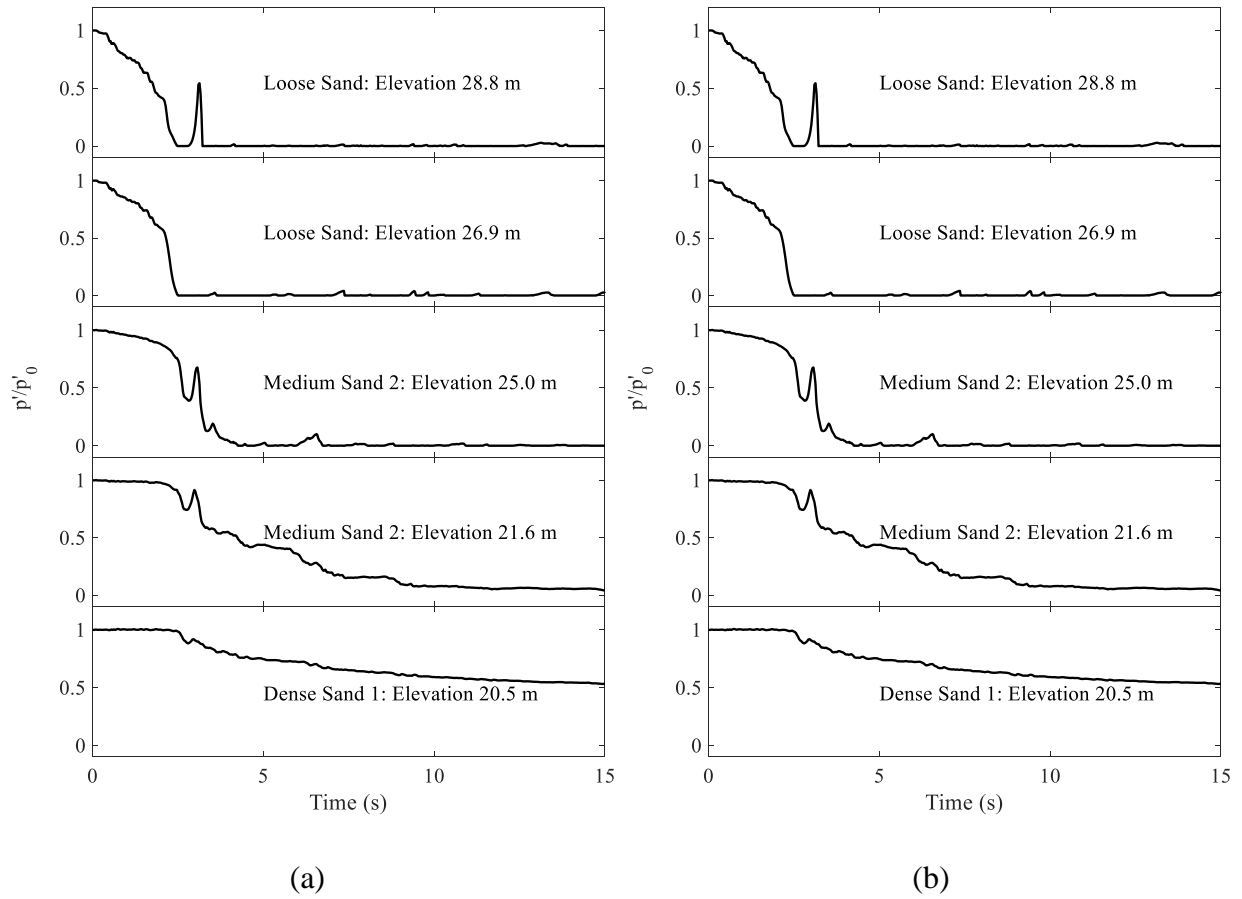 1
0.5
0
Loose Sand: Elevation 28.8 m
1
0.5
0
Loose Sand: Elevation 26.9 m
1
0.5
0
Medium Sand 2: Elevation 25.0 m
1
0.5
0
Medium Sand 2: Elevation 21.6 m
1
0.5
0
Dense Sand 1: Elevation 20.5 m
p'/p'0
0 5 10 15
Time (s)
(a)
1
0.5
0
Loose Sand: Elevation 28.8 m
1
0.5
0
Loose Sand: Elevation 26.9 m
1
0.5
0
Medium Sand 2: Elevation 25.0 m
1
0.5
0
Medium Sand 2: Elevation 21.6 m
1
0.5
0
Dense Sand 1: Elevation 20.5 m
p'/p'0
0 5 10 15
Time (s)
(b)